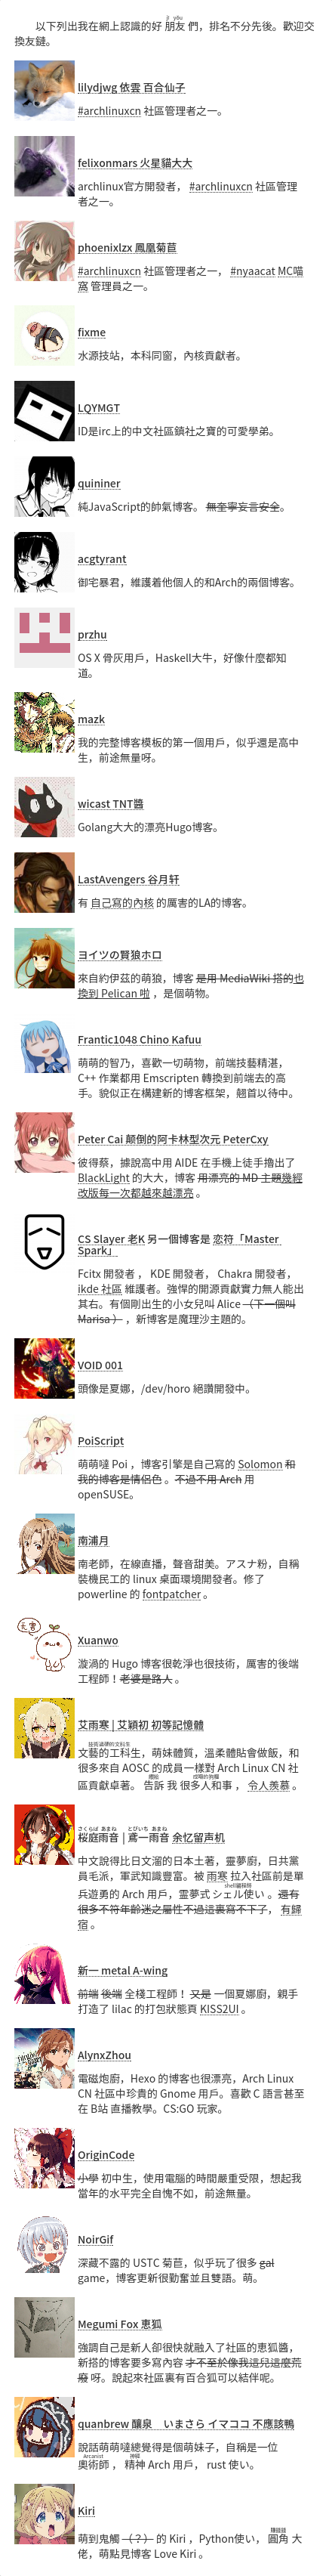 以下列出我在網上認識的好 朋友 們，排名不分先後。歡迎交
換友鏈。
lilydjwg 依雲 百合仙子
#archlinuxcn 社區管理者之一。
felixonmars 火星貓大大
archlinux官方開發者， #archlinuxcn 社區管理
者之一。
phoenixlzx 鳳凰菊苣
#archlinuxcn 社區管理者之一， #nyaacat MC喵
窩 管理員之一。
fixme
水源技站，本科同窗，內核貢獻者。
LQYMGT
ID是irc上的中文社區鎮社之寶的可愛學弟。
quininer
純JavaScript的帥氣博客。 無奎寧妄言安全。
acgtyrant
御宅暴君，維護着他個人的和Arch的兩個博客。
przhu
OS X 骨灰用戶，Haskell大牛，好像什麼都知
道。
mazk
我的完整博客模板的第一個用戶，似乎還是高中
生，前途無量呀。
wicast TNT醬
Golang大大的漂亮Hugo博客。
LastAvengers 谷月轩
有 自己寫的內核 的厲害的LA的博客。
ヨイツの賢狼ホロ
來自約伊茲的萌狼，博客 是用 MediaWiki 搭的也
換到 Pelican 啦 ，是個萌物。
Frantic1048 Chino Kafuu
萌萌的智乃，喜歡一切萌物，前端技藝精湛，
C++ 作業都用 Emscripten 轉換到前端去的高
手。貌似正在構建新的博客框架，翹首以待中。
Peter Cai 颠倒的阿卡林型次元 PeterCxy
彼得蔡，據說高中用 AIDE 在手機上徒手擼出了
BlackLight 的大大，博客 用漂亮的 MD 主題幾經
改版每一次都越來越漂亮 。
CS Slayer 老K 另一個博客是 恋符「Master
Spark」
Fcitx 開發者 ， KDE 開發者， Chakra 開發者，
ikde 社區 維護者。強悍的開源貢獻實力無人能出
其右。有個剛出生的小女兒叫 Alice （下一個叫
Marisa ） ，新博客是魔理沙主題的。
VOID 001
頭像是夏娜，/dev/horo 絕讚開發中。
PoiScript
萌萌噠 Poi ，博客引擎是自己寫的 Solomon 和
我的博客是情侶色 。不過不用 Arch 用
openSUSE。
南浦月
南老師，在線直播，聲音甜美。アスナ粉，自稱
裝機民工的 linux 桌面環境開發者。修了
powerline 的 fontpatcher 。
Xuanwo
漩渦的 Hugo 博客很乾淨也很技術，厲害的後端
工程師！老婆是路人 。
艾雨寒 | 艾穎初 初等記憶體
文藝的工科生，萌妹體質，溫柔體貼會做飯，和
很多來自 AOSC 的成員一樣對 Arch Linux CN 社
區貢獻卓著。 告訴 我 很多人和事 ， 令人羨慕 。
さくらば あまね とびいち あまね
桜庭雨音 | 鳶一雨音 余忆留声机
中文說得比日文溜的日本土著，靈夢廚，日共黨
員毛派，軍武知識豐富。被 雨寒 拉入社區前是單
兵遊勇的 Arch 用戶，靈夢式 シェル使い 。還有
很多不符年齡迷之屬性不過這裏寫不下了， 有歸
宿 。
新一 metal A-wing
前端 後端 全棧工程師！ 又是 一個夏娜廚，親手
打造了 lilac 的打包狀態頁 KISS2UI 。
AlynxZhou
電磁炮廚，Hexo 的博客也很漂亮，Arch Linux
CN 社區中珍貴的 Gnome 用戶。喜歡 C 語言甚至
在 B站 直播教學。CS:GO 玩家。
OriginCode
小學 初中生，使用電腦的時間嚴重受限，想起我
當年的水平完全自愧不如，前途無量。
NoirGif
深藏不露的 USTC 菊苣，似乎玩了很多 gal
game，博客更新很勤奮並且雙語。萌。
Megumi Fox 恵狐
強調自己是新人卻很快就融入了社區的恵狐醬，
新搭的博客要多寫內容 才不至於像我這兒這麼荒
廢 呀。說起來社區裏有百合狐可以結伴呢。
quanbrew 釀泉　いまさら イマココ 不應該鴨
說話萌萌噠總覺得是個萌妹子，自稱是一位
Arcanist
奧術師 ， 精神 Arch 用戶， rust 使い。
Kiri
萌到鬼觸 （？） 的 Kiri ，Python使い， 圓角 大
佬，萌點見博客 Love Kiri 。